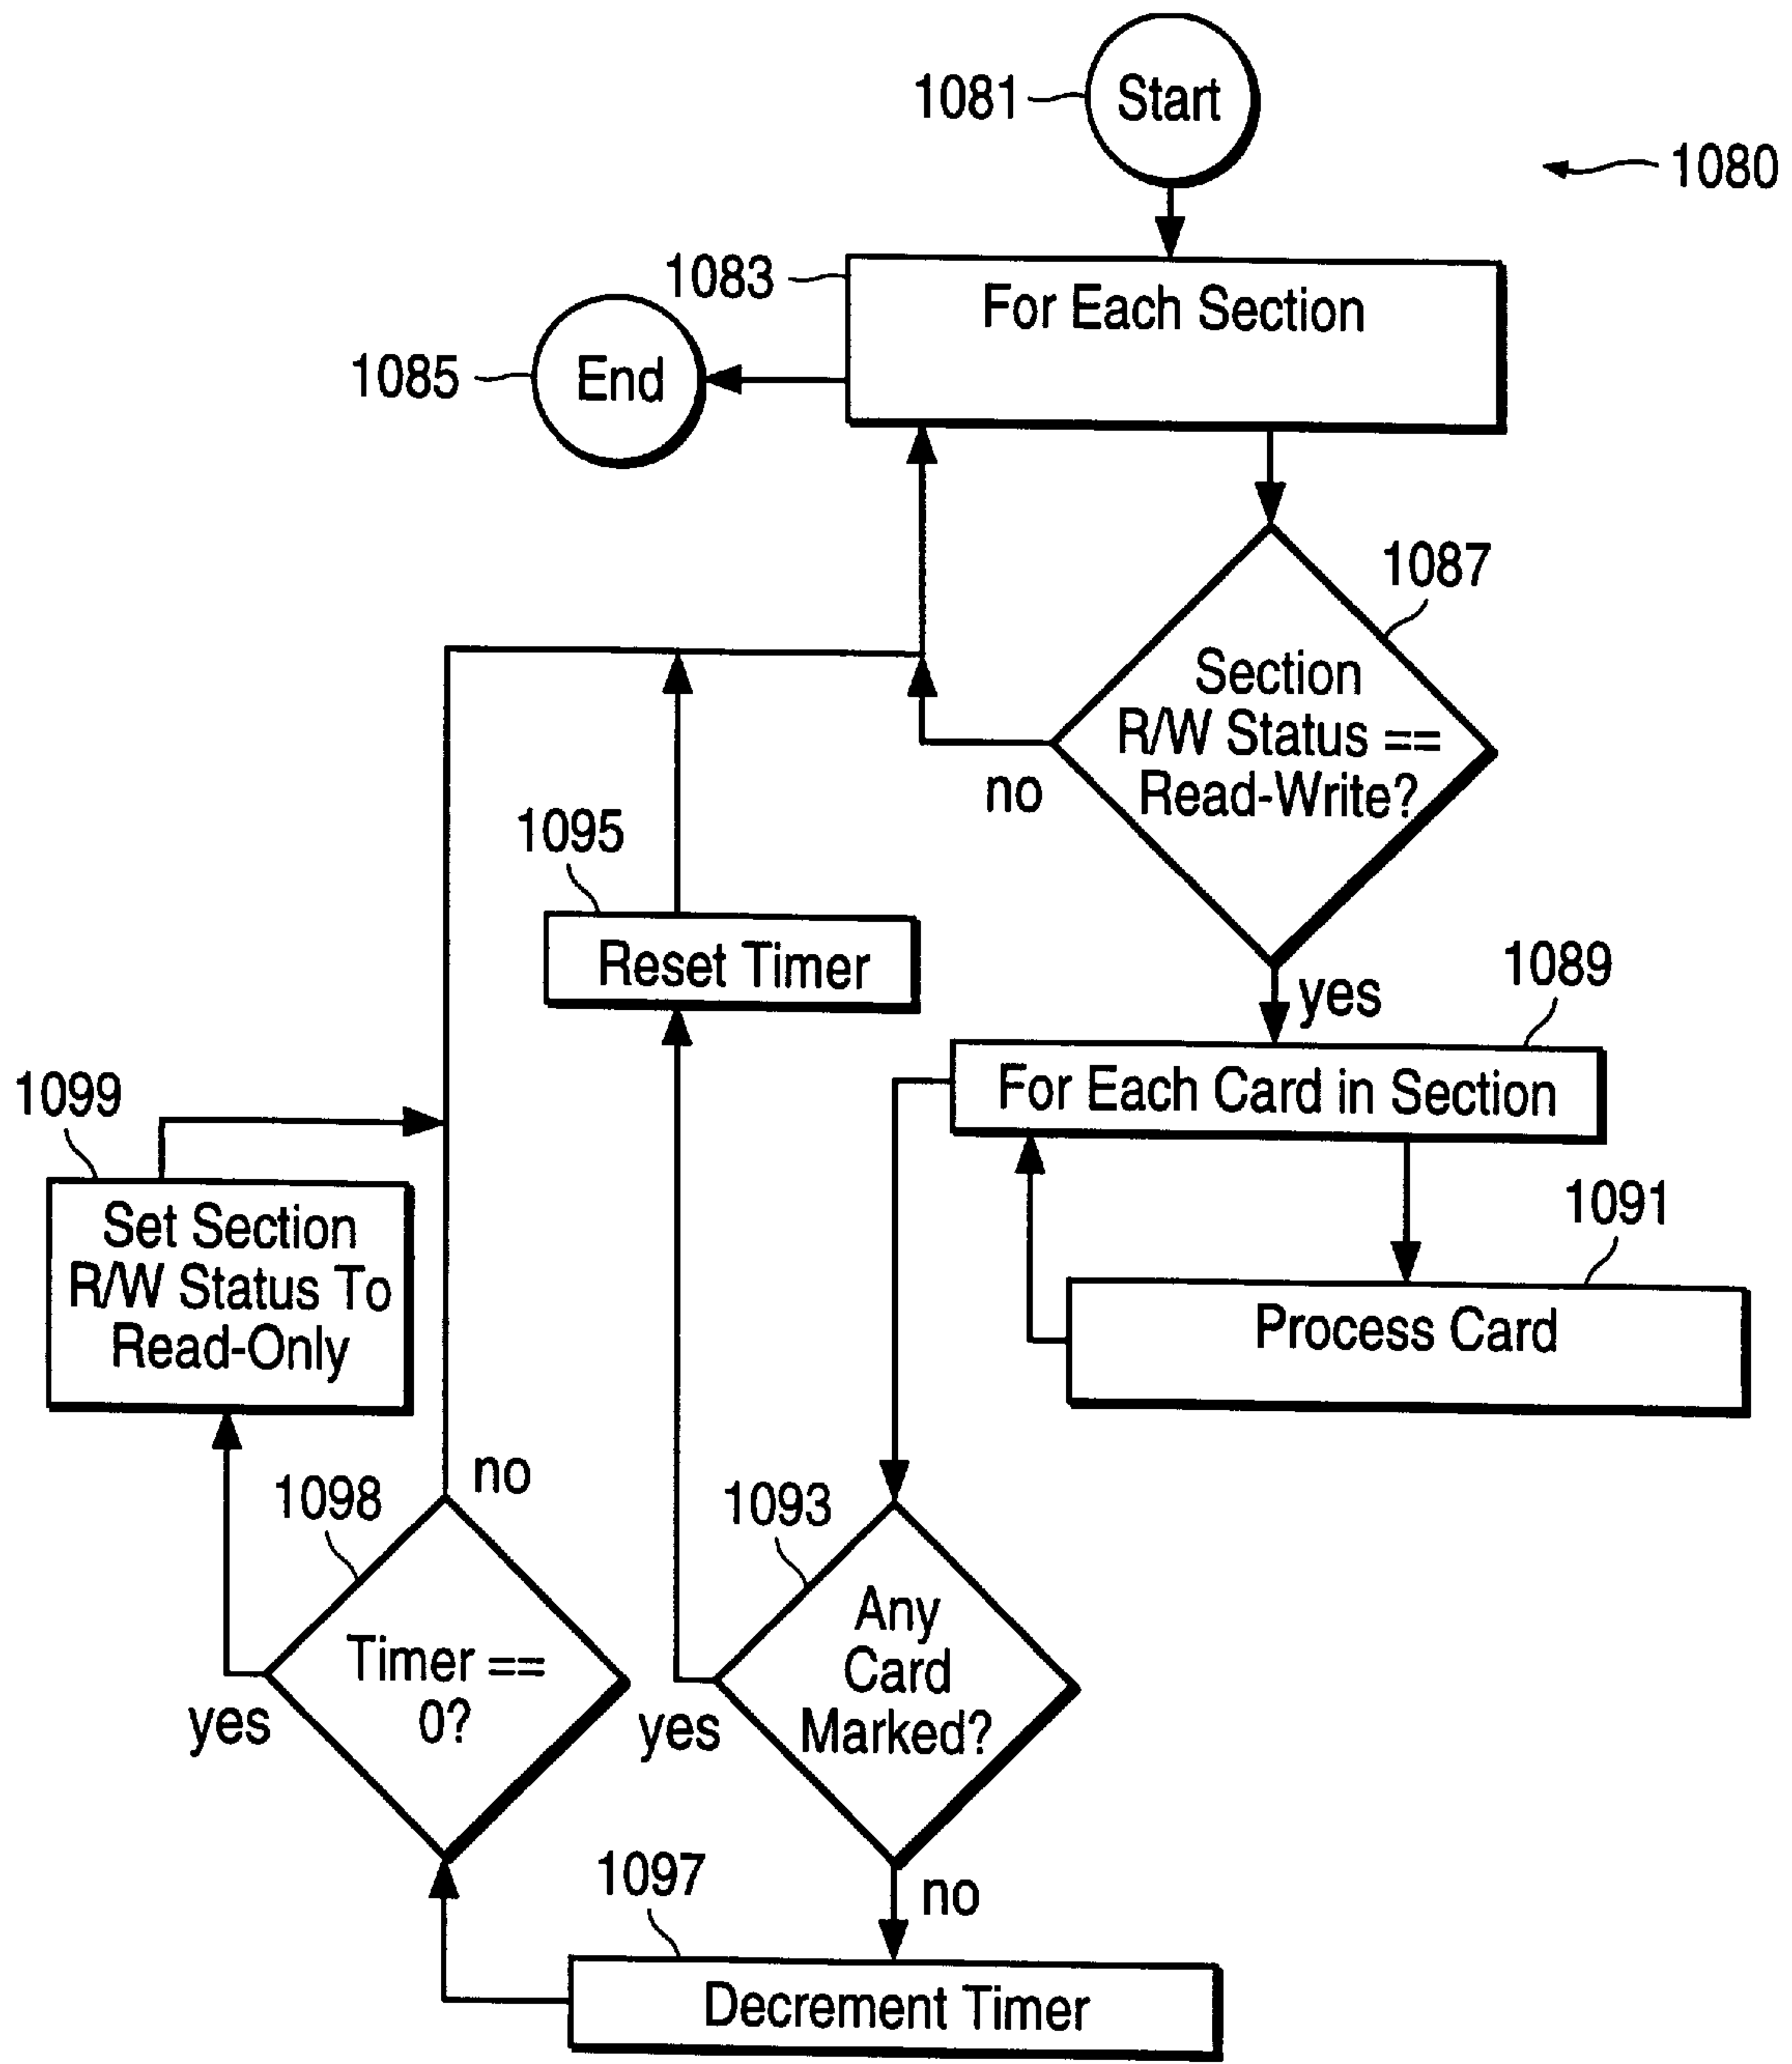 1081
Start
1080
1083
For Each Section
1085
End
1087
Section
R/W Status ==
Read-Write?
no
yes
1095
Reset Timer
1089
For Each Card in Section
1099
Set Section
R/W Status To
Read-Only
1091
Process Card
no
1098
Timer ==
0?
yes
1093
Any
Card
Marked?
yes
no
1097
Decrement Timer